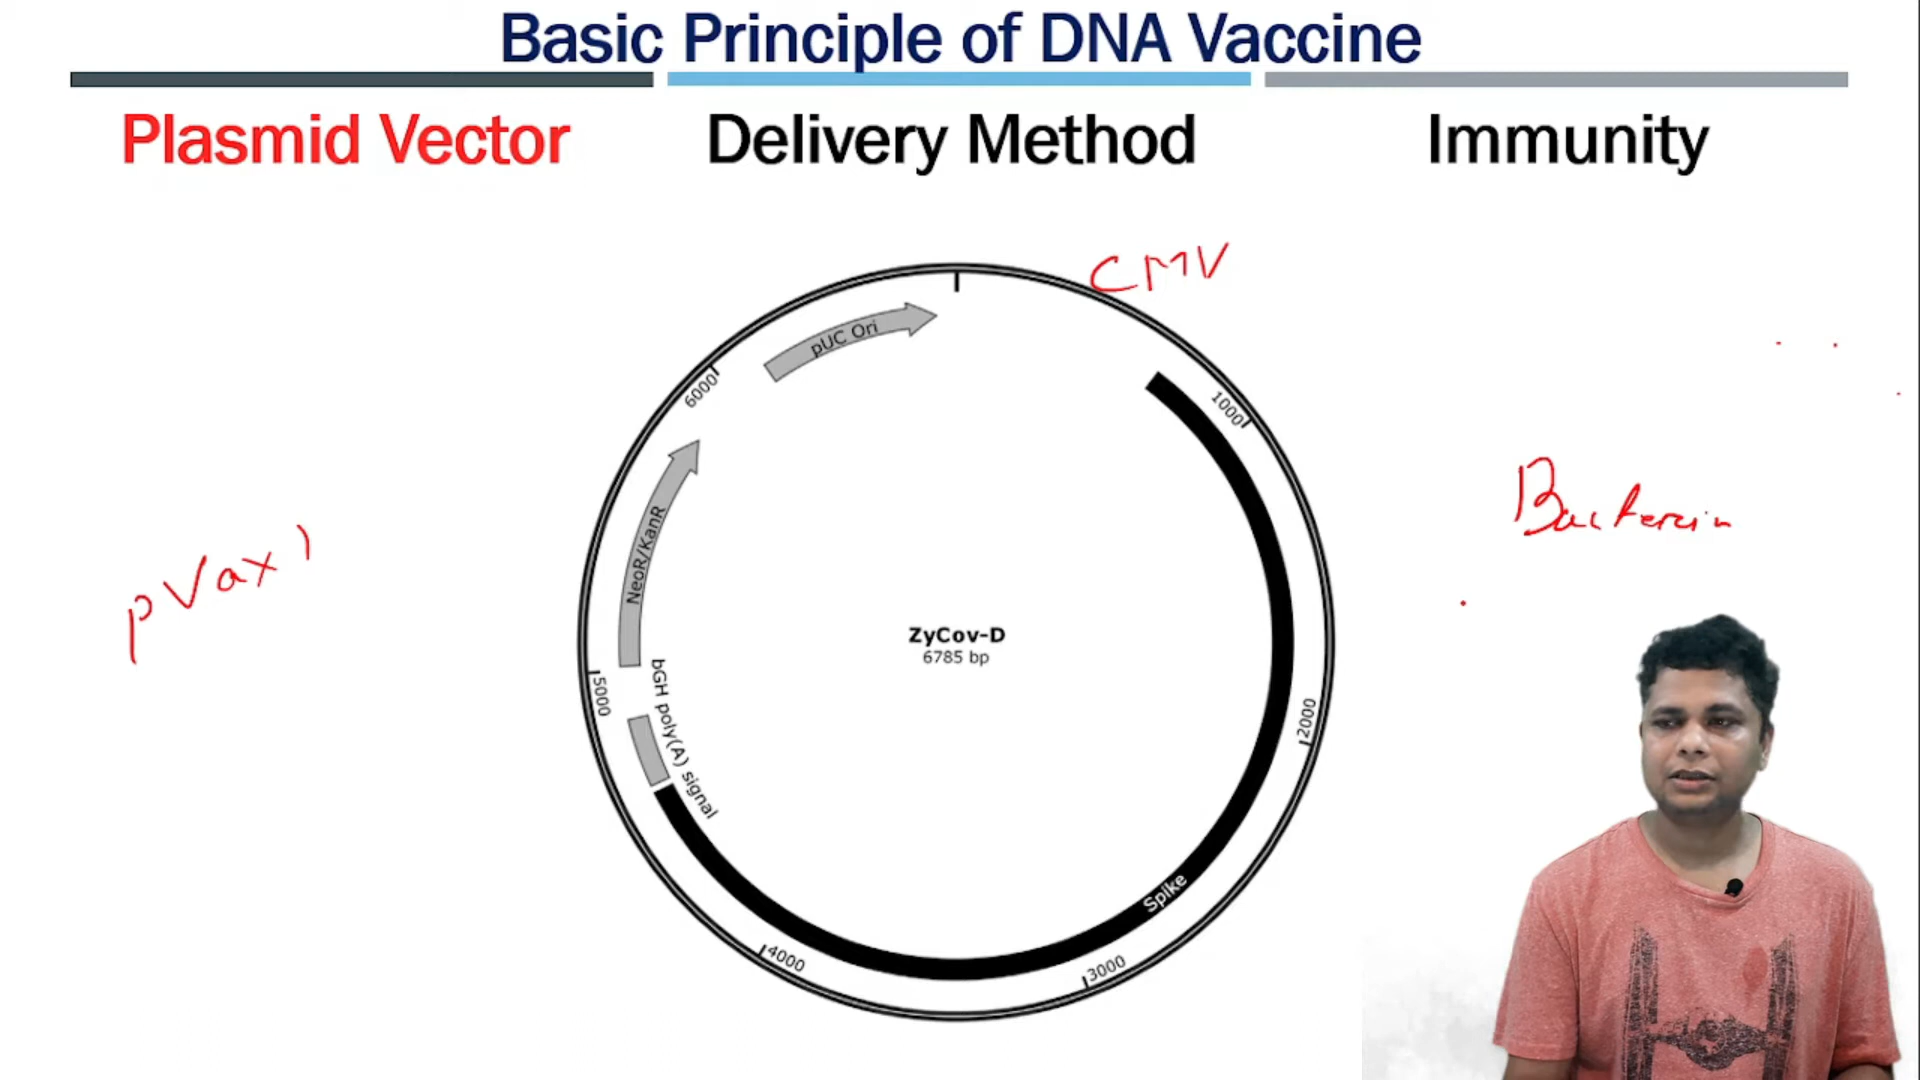 Basic Principle of DNA Vaccine
Plasmid Vector
Delivery Method
Immunity
CMV
pUC Ori
6000
1000
NeoR/KanR
pVax1
ZyCov-D
6785 bp
5000
bGH poly(A) signal
2000
Spike
4000
3000